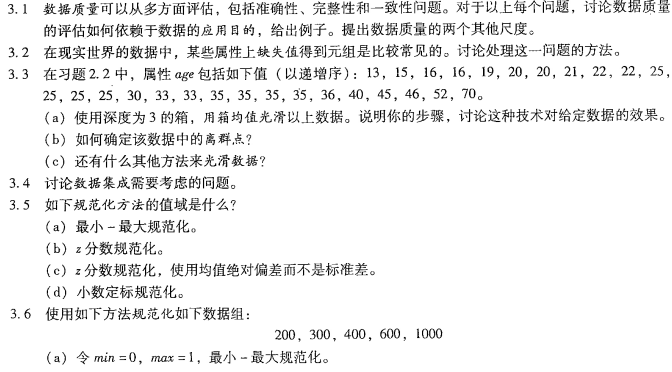 3.1 数据质量可以从多方面评估，包括准确性、完整性和一致性问题。对于以上每个问题，讨论数据质量
的评估如何依赖于数据的应用目的，给出例子。提出数据质量的两个其他尺度。
3.2 在现实世界的数据中，某些属性上缺失值得到元组是比较常见的。讨论处理这一问题的方法。
3.3 在习题2.2中，属性age包括如下值（以递增序）：13，15，16，16，19，20，20，21，22，22，25，
25，25，25，30，33，33，35，35，35，35，36，40，45，46，52，70。
(a) 使用深度为3的箱，用箱均值光滑以上数据。说明你的步骤，讨论这种技术对给定数据的效果。
(b) 如何确定该数据中的离群点?
(c) 还有什么其他方法来光滑数据?
3.4 讨论数据集成需要考虑的问题。
3.5 如下规范化方法的值域是什么?
(a) 最小－最大规范化。
(b) z分数规范化。
(c) z分数规范化，使用均值绝对偏差而不是标准差。
(d) 小数定标规范化。
3.6 使用如下方法规范化如下数据组：
200，300，400，600，1000
(a) 令min=0，max=1，最小－最大规范化。